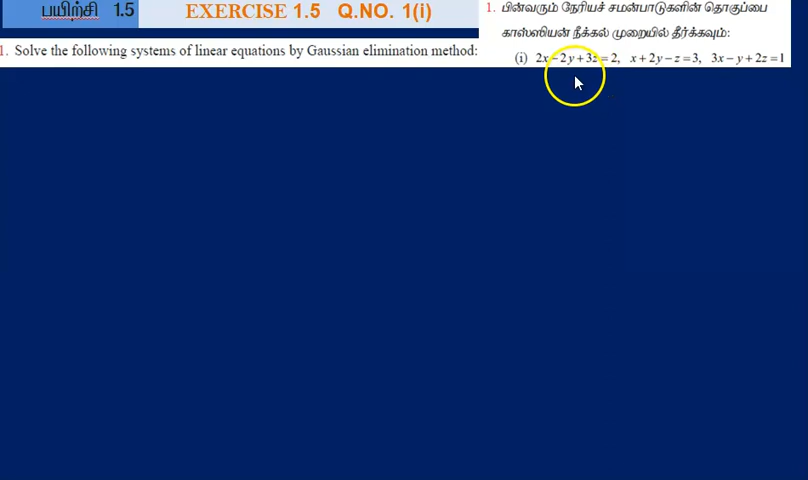 பயிற்சி 1.5
EXERCISE 1.5 Q.NO. 1(i)
1. Solve the following systems of linear equations by Gaussian elimination method:
1. பின்வரும் நேரியச் சமன்பாடுகளின் தொகுப்பை
காஸ்ஸியன் நீக்கல் முறையில் தீர்க்கவும்:
(i) 2x − 2y + 3z = 2, x + 2y − z = 3, 3x − y + 2z = 1